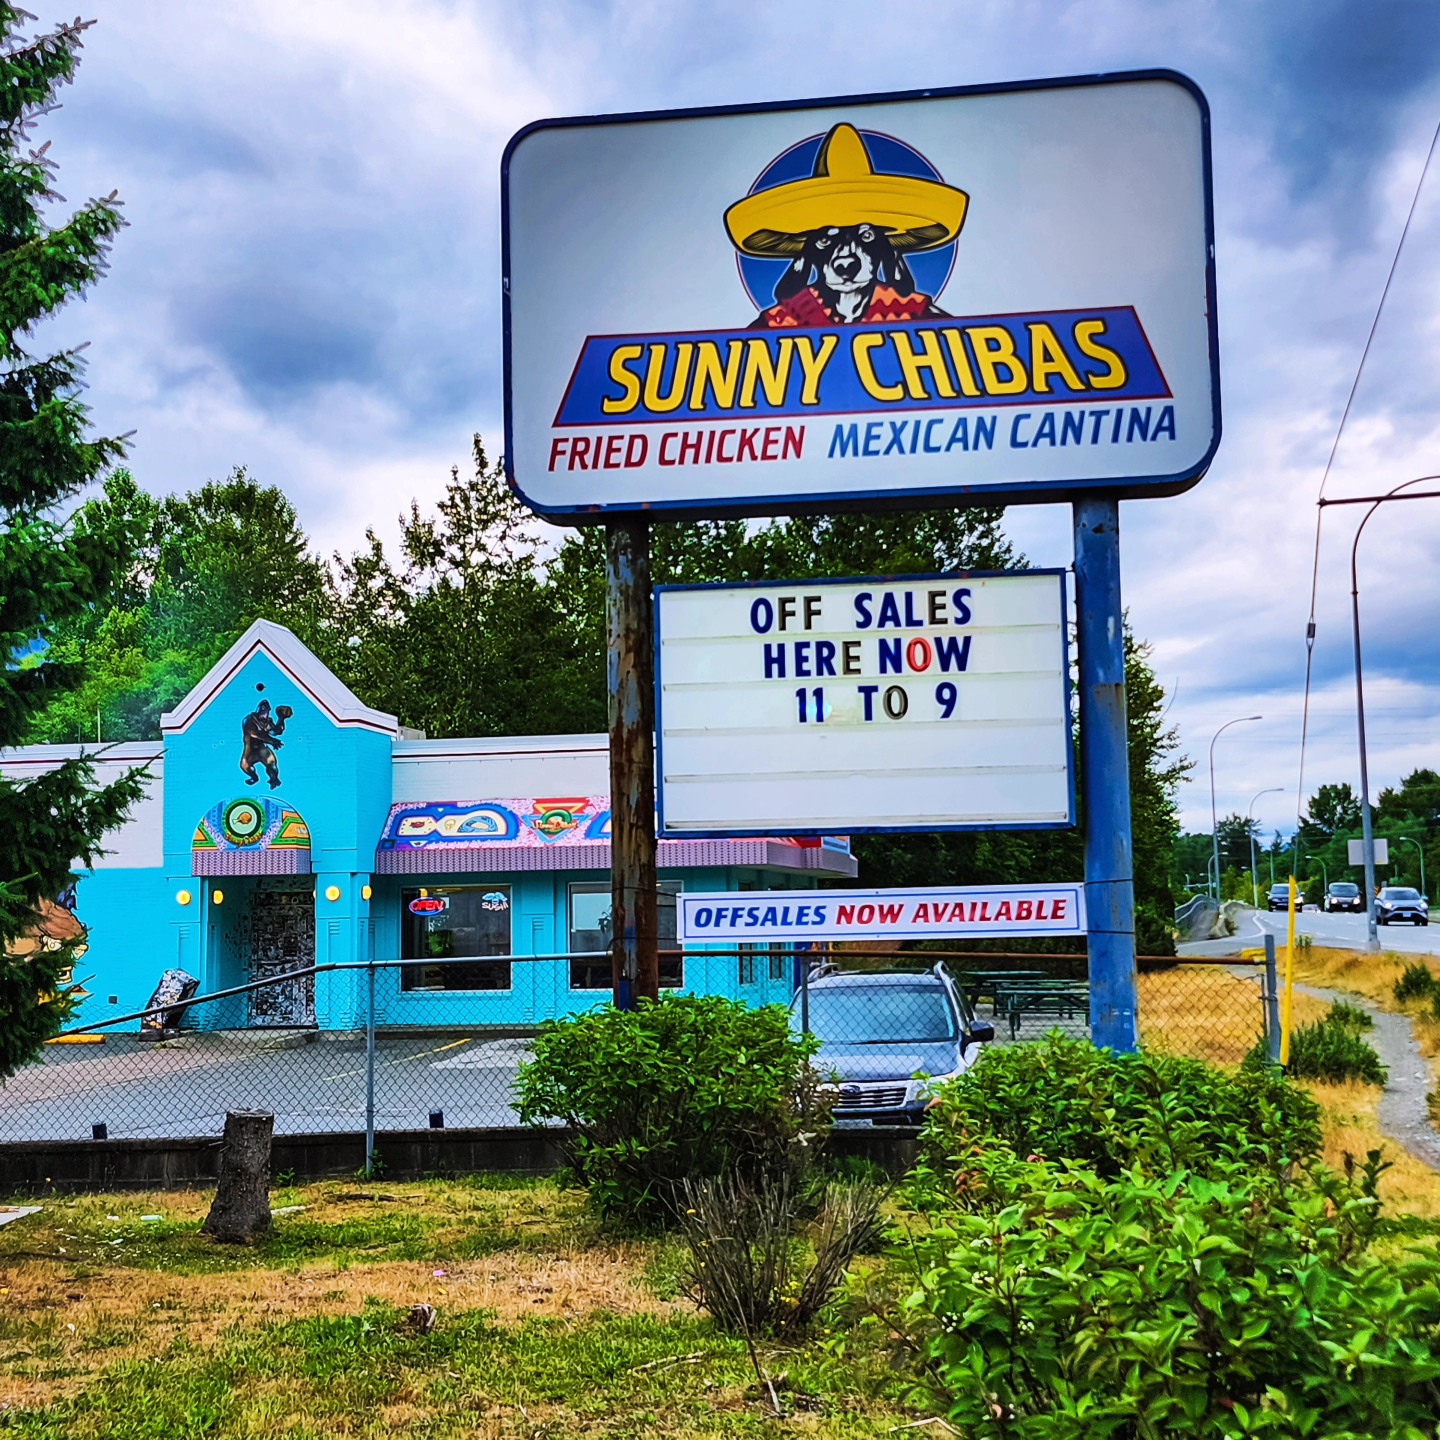 SUNNY CHIBAS
FRIED CHICKEN MEXICAN CANTINA
OFF SALES
HERE NOW
11 TO 9
OFFSALES NOW AVAILABLE
OPEN